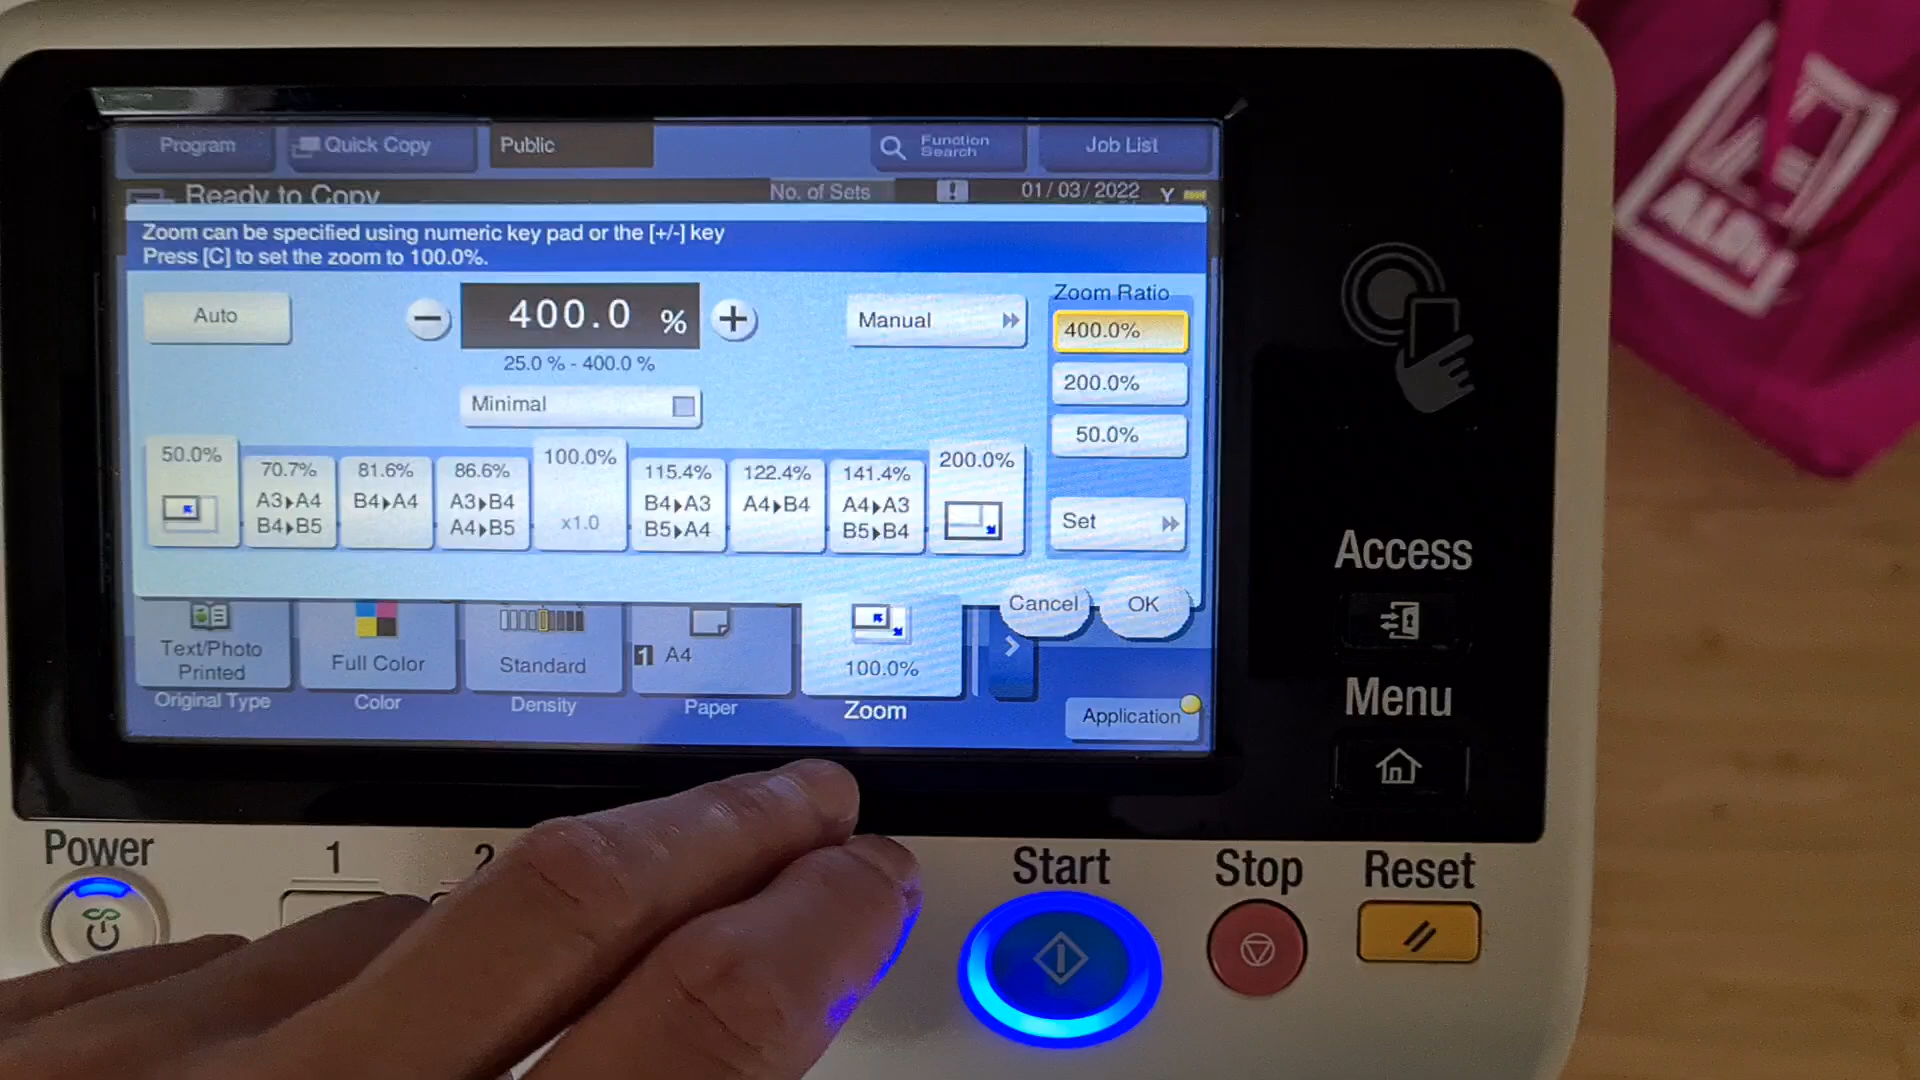 Program
Quick Copy
Public
Function
Search
Job List
Ready to Copy
No. of Sets
!
01/03/2022
Y
Zoom can be specified using numeric key pad or the [+/-] key
Press [C] to set the zoom to 100.0%.
Auto
−
400.0 %
+
25.0 % - 400.0 %
Minimal
Manual
Zoom Ratio
400.0%
200.0%
50.0%
Set
50.0%
70.7%
A3▸A4
B4▸B5
81.6%
B4▸A4
86.6%
A3▸B4
A4▸B5
100.0%
x1.0
115.4%
B4▸A3
B5▸A4
122.4%
A4▸B4
141.4%
A4▸A3
B5▸B4
200.0%
Cancel
OK
Text/Photo
Printed
Original Type
Full Color
Color
Standard
Density
1 A4
Paper
100.0%
Zoom
Application
Access
Menu
Power
1
2
Start
Stop
Reset